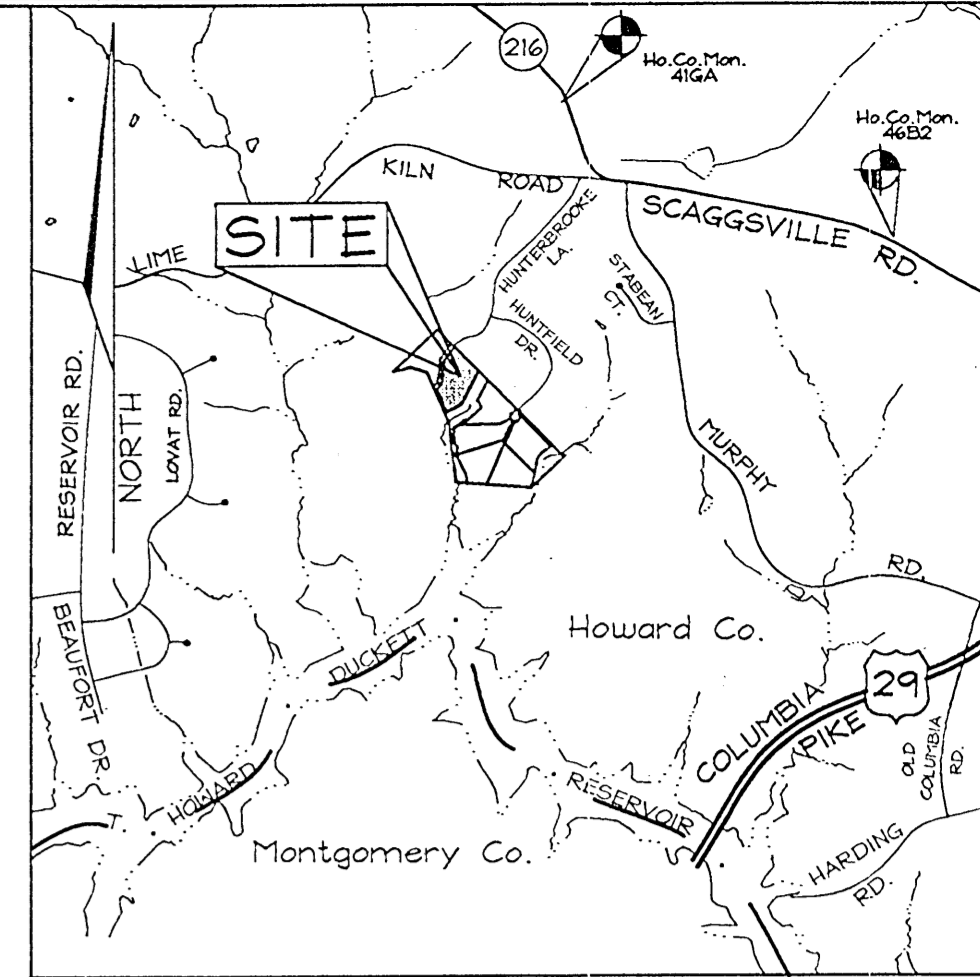 216
Ho.Co.Mon.
41GA
Ho.Co.Mon.
46B2
KILN ROAD
SCAGGSVILLE RD.
SITE
LIME
HUNTERBROOKE
LA.
STABEAN
CT.
HUNTFIELD
DR.
RESERVOIR RD.
NORTH
LOVAT RD.
MURPHY RD.
BEAUFORT DR.
Howard Co.
T. HOWARD DUCKETT RESERVOIR
COLUMBIA PIKE
29
OLD
COLUMBIA
RD.
HARDING
RD.
Montgomery Co.